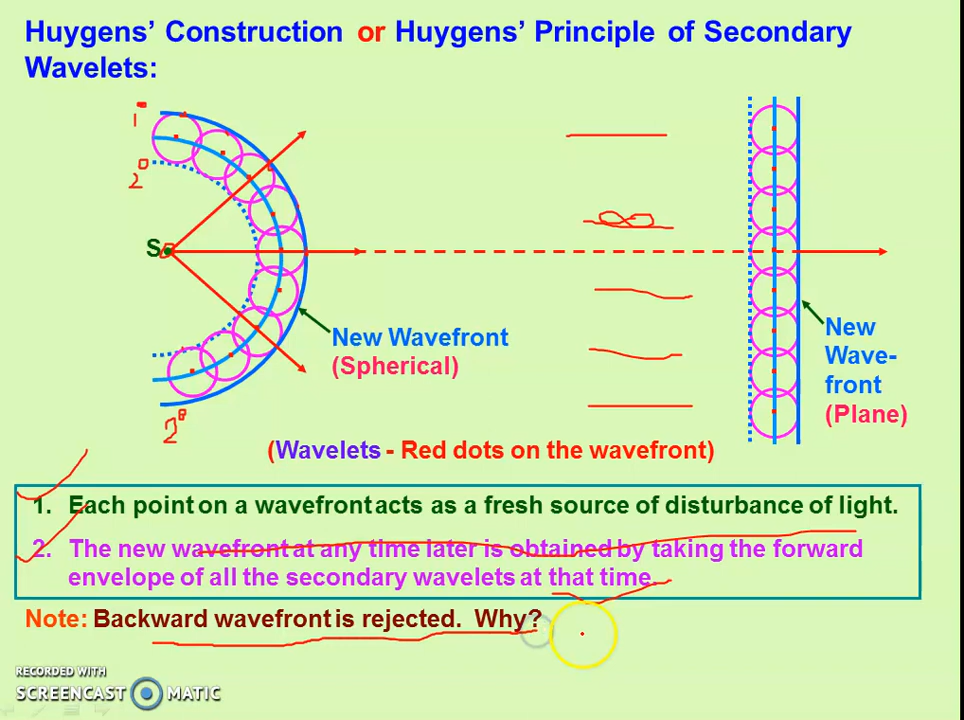 Huygens’ Construction or Huygens’ Principle of Secondary
Wavelets:
1°
2°
S
New Wavefront
(Spherical)
2°
New
Wave-
front
(Plane)
(Wavelets - Red dots on the wavefront)
1. Each point on a wavefront acts as a fresh source of disturbance of light.
2. The new wavefront at any time later is obtained by taking the forward
envelope of all the secondary wavelets at that time.
Note: Backward wavefront is rejected. Why?
RECORDED WITH
SCREENCAST MATIC